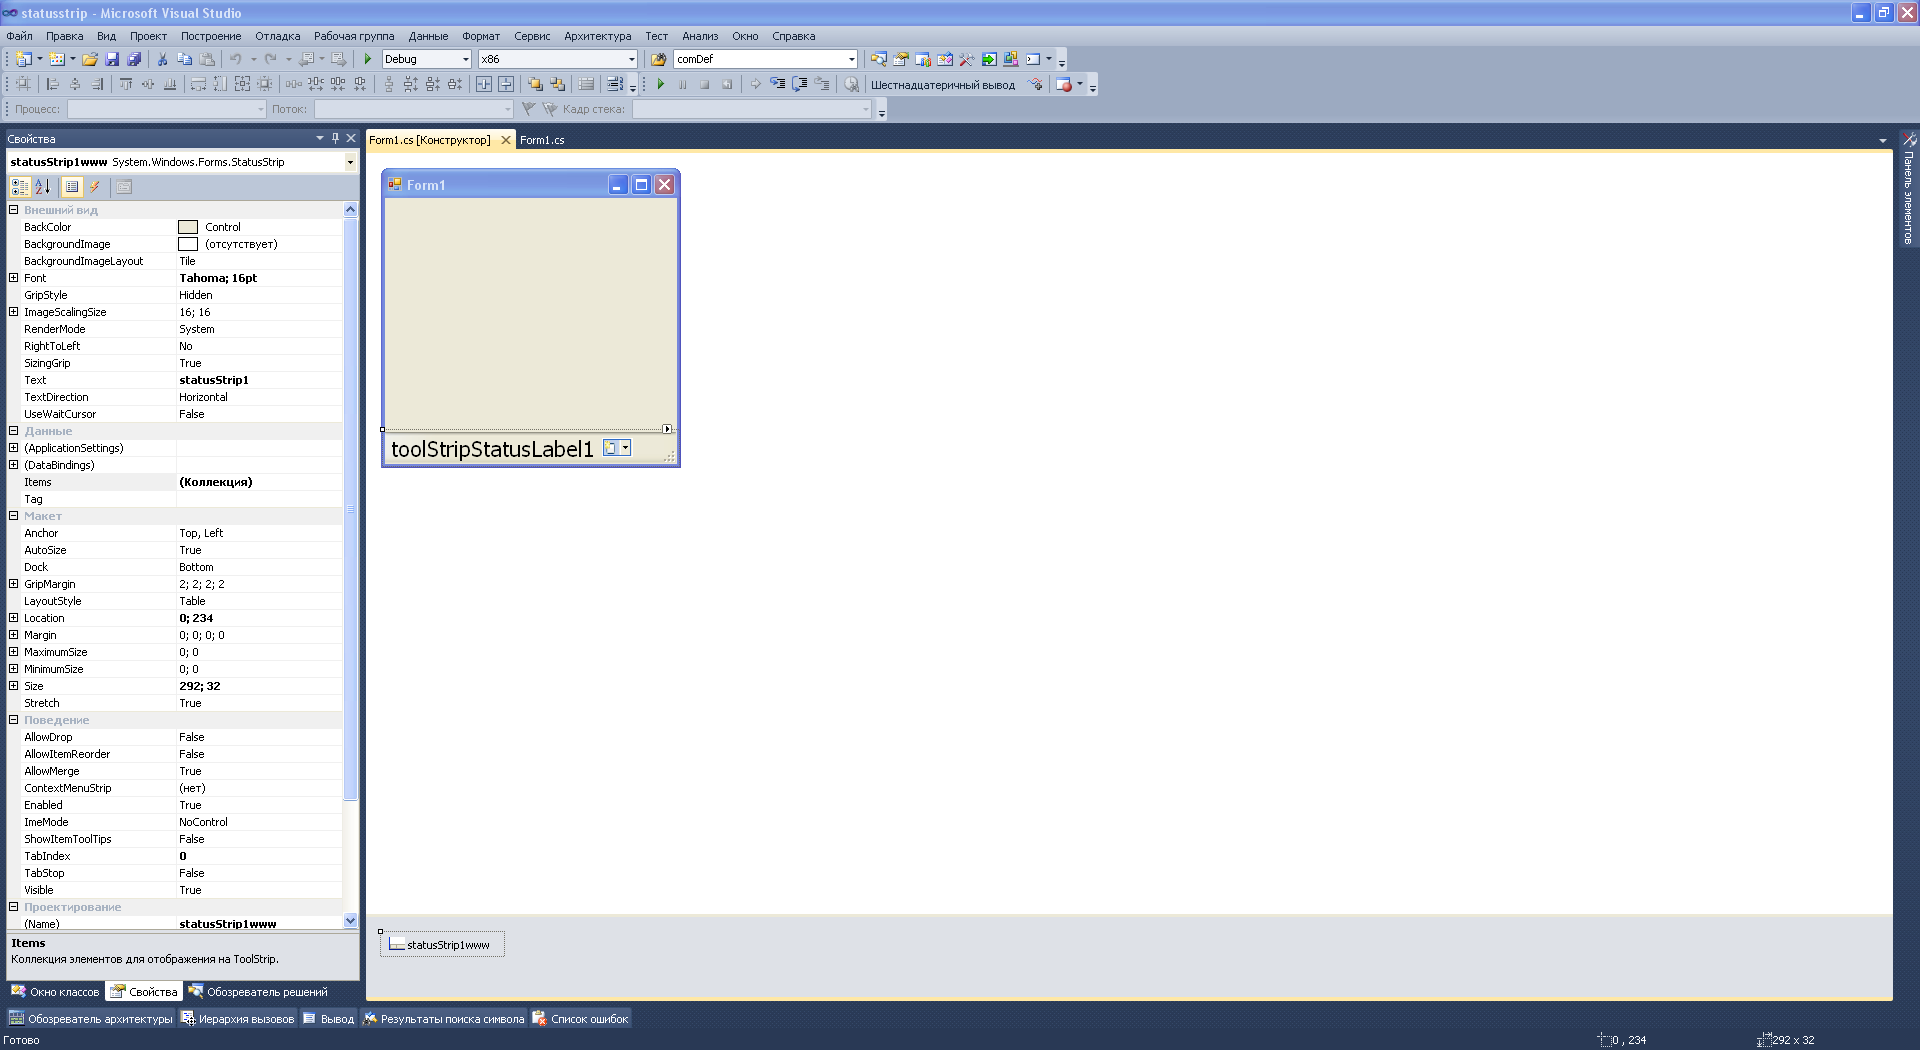 statusstrip - Microsoft Visual Studio
Файл Правка Вид Проект Построение Отладка Рабочая группа Данные Формат Сервис Архитектура Тест Анализ Окно Справка
Debug x86 comDef
Шестнадцатеричный вывод
Процесс: Поток: Кадр стека:
Свойства
statusStrip1www System.Windows.Forms.StatusStrip
Внешний вид
BackColor Control
BackgroundImage (отсутствует)
BackgroundImageLayout Tile
Font Tahoma; 16pt
GripStyle Hidden
ImageScalingSize 16; 16
RenderMode System
RightToLeft No
SizingGrip True
Text statusStrip1
TextDirection Horizontal
UseWaitCursor False
Данные
(ApplicationSettings)
(DataBindings)
Items (Коллекция)
Tag
Макет
Anchor Top, Left
AutoSize True
Dock Bottom
GripMargin 2; 2; 2; 2
LayoutStyle Table
Location 0; 234
Margin 0; 0; 0; 0
MaximumSize 0; 0
MinimumSize 0; 0
Size 292; 32
Stretch True
Поведение
AllowDrop False
AllowItemReorder False
AllowMerge True
ContextMenuStrip (нет)
Enabled True
ImeMode NoControl
ShowItemToolTips False
TabIndex 0
TabStop False
Visible True
Проектирование
(Name) statusStrip1www
Items
Коллекция элементов для отображения на ToolStrip.
Окно классов Свойства Обозреватель решений
Form1.cs [Конструктор] Form1.cs
Form1
toolStripStatusLabel1
statusStrip1www
Панель элементов
Обозреватель архитектуры Иерархия вызовов Вывод Результаты поиска символа Список ошибок
Готово 0 , 234 292 x 32